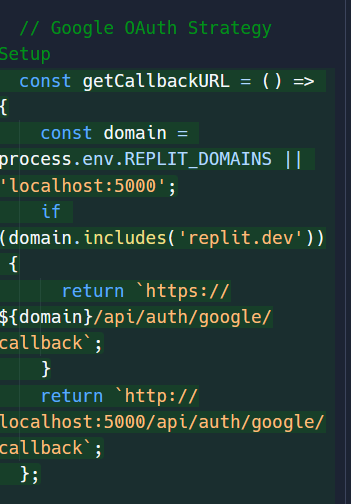 // Google OAuth Strategy
Setup
const getCallbackURL = () =>
{
const domain =
process.env.REPLIT_DOMAINS ||
'localhost:5000';
if
(domain.includes('replit.dev'))
{
return `https://
${domain}/api/auth/google/
callback`;
}
return `http://
localhost:5000/api/auth/google/
callback`;
};